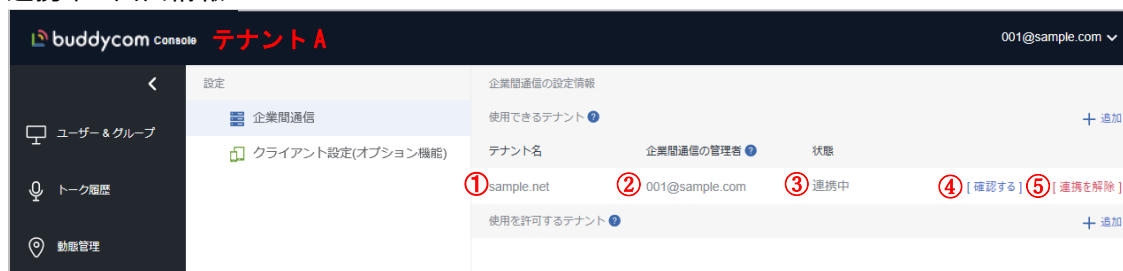 buddycom Console テナントA 001@sample.com
設定 企業間通信の設定情報
企業間通信 使用できるテナント ? + 追加
ユーザー & グループ
クライアント設定(オプション機能) テナント名 企業間通信の管理者 ? 状態
トーク履歴 ① sample.net ② 001@sample.com ③ 連携中 ④ [ 確認する ] ⑤ [ 連携を解除 ]
使用を許可するテナント ? + 追加
動態管理